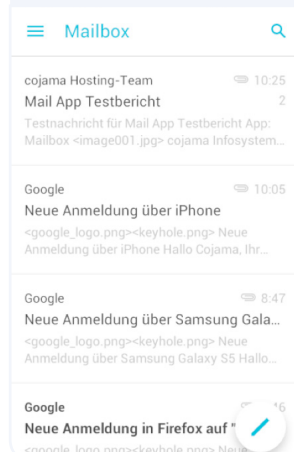 Mailbox
cojama Hosting-Team 10:25
Mail App Testbericht 2
Testnachricht für Mail App Testbericht App:
Mailbox <image001.jpg> cojama Infosystem...
Google 10:05
Neue Anmeldung über iPhone
<google_logo.png><keyhole.png> Neue
Anmeldung über iPhone Hallo Cojama, Ihr...
Google 8:47
Neue Anmeldung über Samsung Gala...
<google_logo.png><keyhole.png> Neue
Anmeldung über Samsung Galaxy S5 Hallo...
Google
Neue Anmeldung in Firefox auf "
<google_logo.png><keyhole.png> Neue